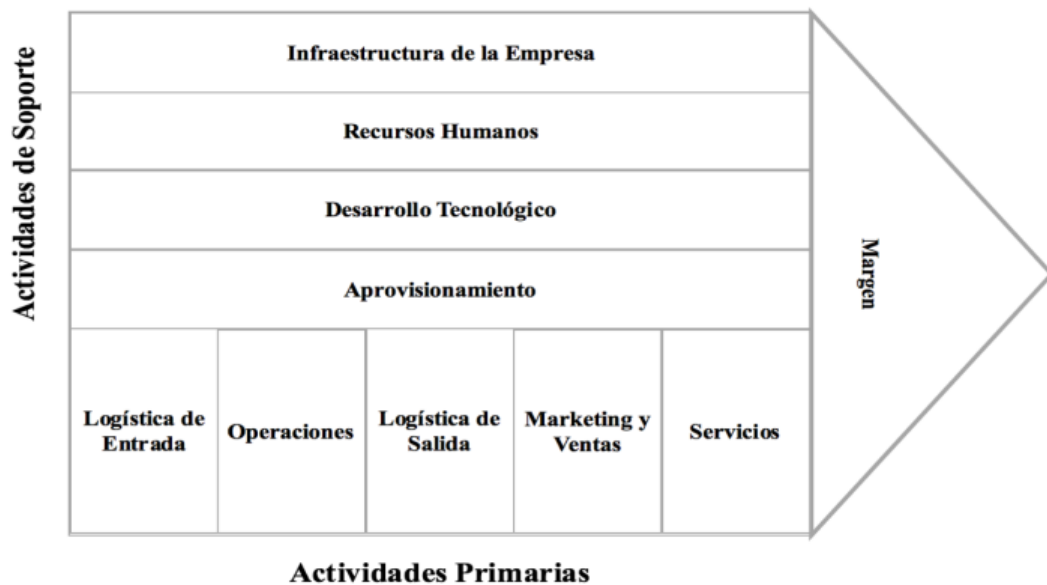 Actividades de Soporte
Infraestructura de la Empresa
Recursos Humanos
Desarrollo Tecnológico
Aprovisionamiento
Margen
Logística de
Entrada
Operaciones
Logística de
Salida
Marketing y
Ventas
Servicios
Actividades Primarias